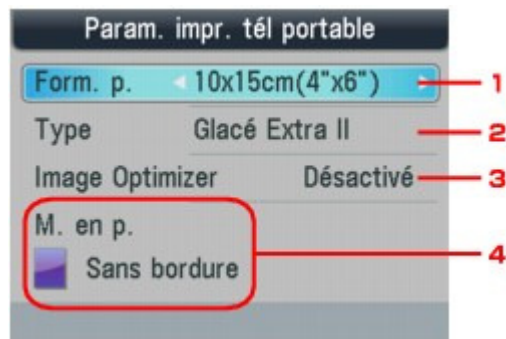 Param. impr. tél portable
Form. p. 10x15cm(4"x6") 1
Type Glacé Extra II 2
Image Optimizer Désactivé 3
M. en p.
Sans bordure 4